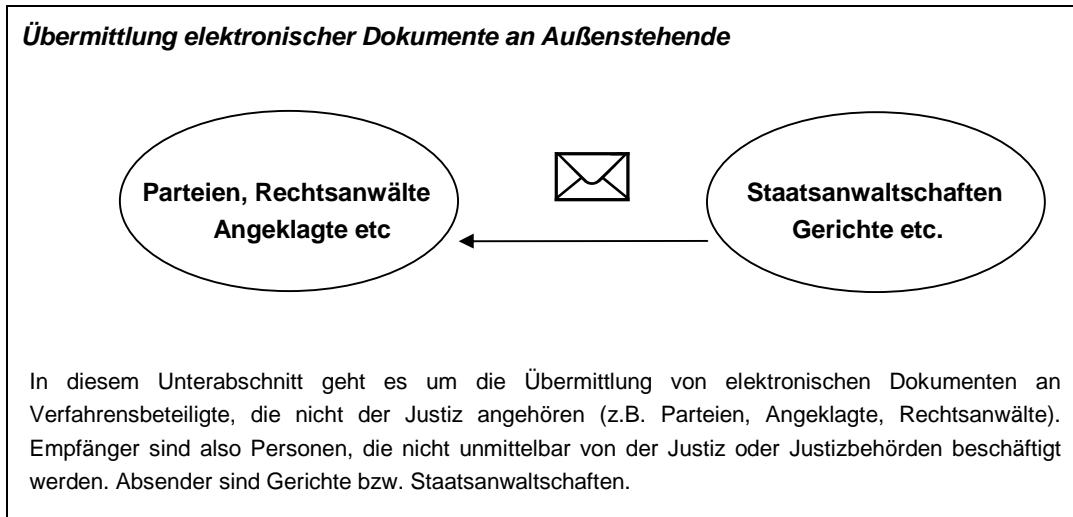 Übermittlung elektronischer Dokumente an Außenstehende
Parteien, Rechtsanwälte
Angeklagte etc
Staatsanwaltschaften
Gerichte etc.
In diesem Unterabschnitt geht es um die Übermittlung von elektronischen Dokumenten an
Verfahrensbeteiligte, die nicht der Justiz angehören (z.B. Parteien, Angeklagte, Rechtsanwälte).
Empfänger sind also Personen, die nicht unmittelbar von der Justiz oder Justizbehörden beschäftigt
werden. Absender sind Gerichte bzw. Staatsanwaltschaften.